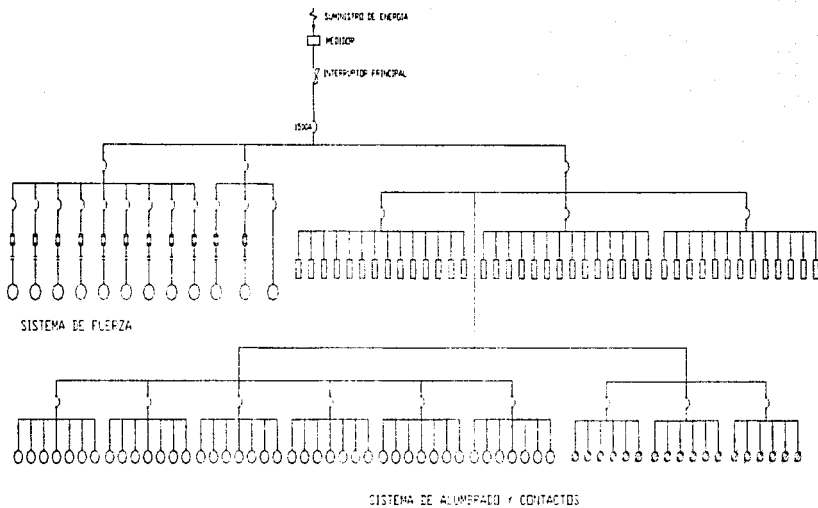 SUMINISTRO DE ENERGIA
MEDIDOR
INTERRUPTOR PRINCIPAL
SISTEMA DE FUERZA
SISTEMA DE ALUMBRADO Y CONTACTOS